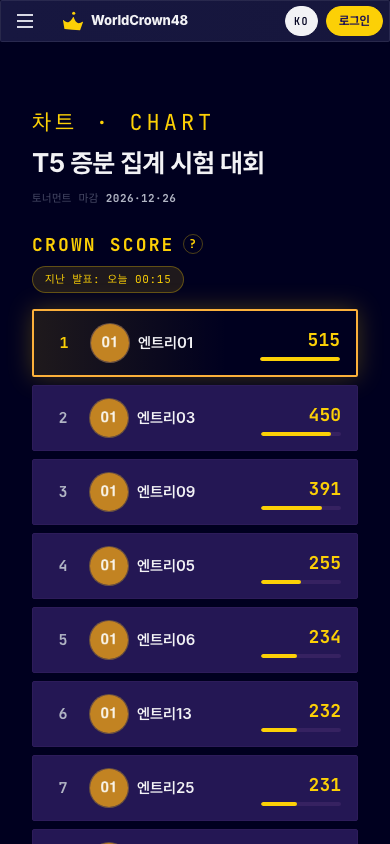 WorldCrown48
KO
로그인
차트 · CHART
T5 증분 집계 시험 대회
토너먼트 마감 2026·12·26
CROWN SCORE ?
지난 발표: 오늘 00:15
1 01 엔트리01 515
2 01 엔트리03 450
3 01 엔트리09 391
4 01 엔트리05 255
5 01 엔트리06 234
6 01 엔트리13 232
7 01 엔트리25 231